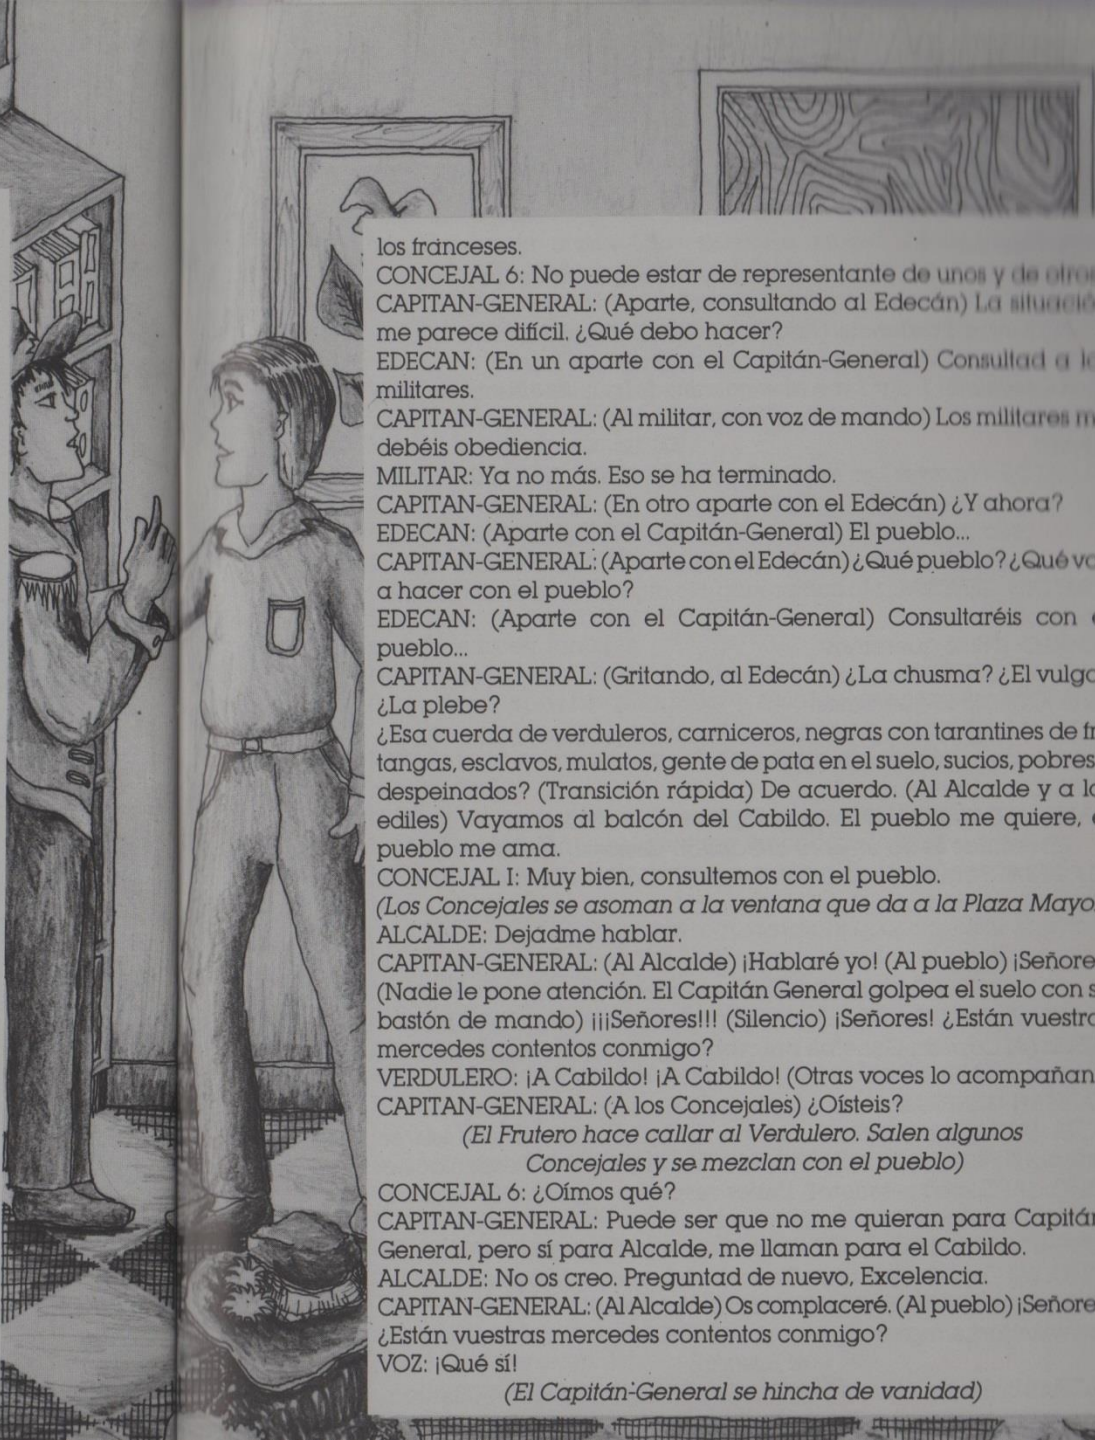 los franceses.
CONCEJAL 6: No puede estar de representante de unos y de otros
CAPITAN-GENERAL: (Aparte, consultando al Edecán) La situació
me parece difícil. ¿Qué debo hacer?
EDECAN: (En un aparte con el Capitán-General) Consultad a lo
militares.
CAPITAN-GENERAL: (Al militar, con voz de mando) Los militares m
debéis obediencia.
MILITAR: Ya no más. Eso se ha terminado.
CAPITAN-GENERAL: (En otro aparte con el Edecán) ¿Y ahora?
EDECAN: (Aparte con el Capitán-General) El pueblo...
CAPITAN-GENERAL: (Aparte con el Edecán) ¿Qué pueblo? ¿Qué vo
a hacer con el pueblo?
EDECAN: (Aparte con el Capitán-General) Consultaréis con e
pueblo...
CAPITAN-GENERAL: (Gritando, al Edecán) ¿La chusma? ¿El vulgo
¿La plebe?
¿Esa cuerda de verduleros, carniceros, negras con tarantines de fri
tangas, esclavos, mulatos, gente de pata en el suelo, sucios, pobres
despeinados? (Transición rápida) De acuerdo. (Al Alcalde y a lo
ediles) Vayamos al balcón del Cabildo. El pueblo me quiere, e
pueblo me ama.
CONCEJAL I: Muy bien, consultemos con el pueblo.
(Los Concejales se asoman a la ventana que da a la Plaza Mayo
ALCALDE: Dejadme hablar.
CAPITAN-GENERAL: (Al Alcalde) ¡Hablaré yo! (Al pueblo) ¡Señore
(Nadie le pone atención. El Capitán General golpea el suelo con s
bastón de mando) ¡¡¡Señores!!! (Silencio) ¡Señores! ¿Están vuestra
mercedes contentos conmigo?
VERDULERO: ¡A Cabildo! ¡A Cabildo! (Otras voces lo acompañan
CAPITAN-GENERAL: (A los Concejales) ¿Oísteis?
(El Frutero hace callar al Verdulero. Salen algunos
Concejales y se mezclan con el pueblo)
CONCEJAL 6: ¿Oímos qué?
CAPITAN-GENERAL: Puede ser que no me quieran para Capitán
General, pero sí para Alcalde, me llaman para el Cabildo.
ALCALDE: No os creo. Preguntad de nuevo, Excelencia.
CAPITAN-GENERAL: (Al Alcalde) Os complaceré. (Al pueblo) ¡Señore
¿Están vuestras mercedes contentos conmigo?
VOZ: ¡Qué sí!
(El Capitán-General se hincha de vanidad)